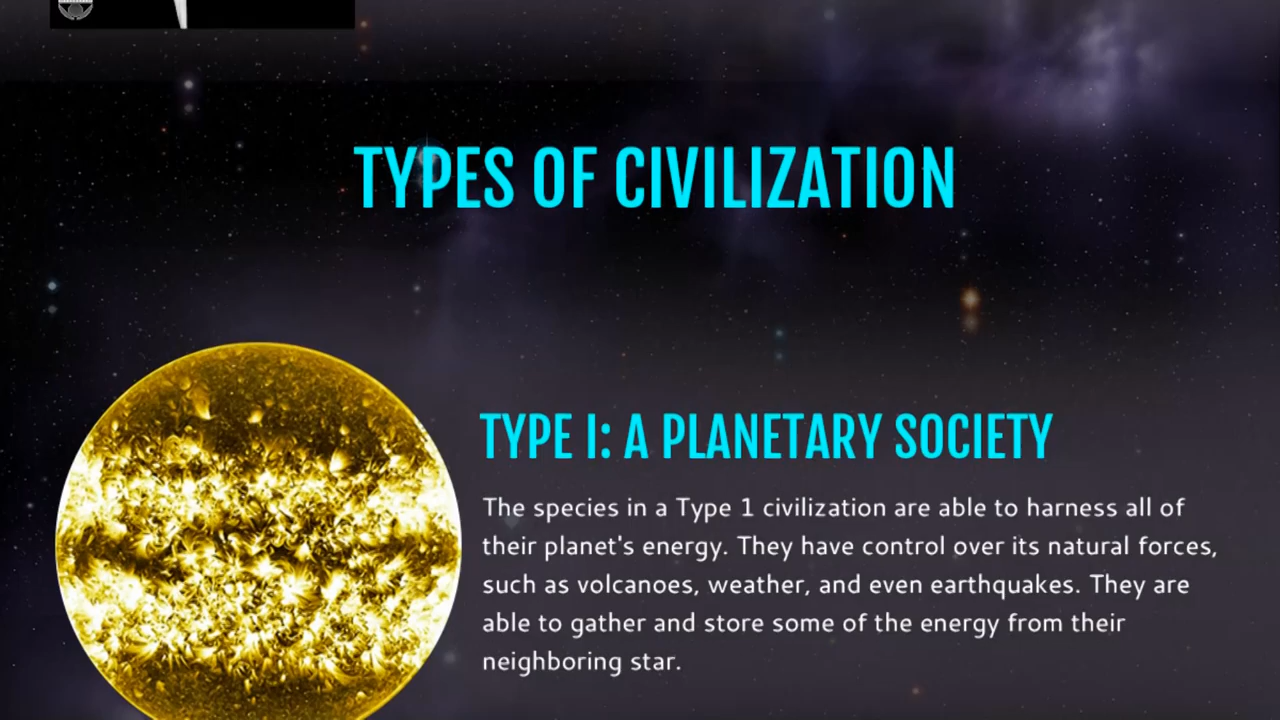 TYPES OF CIVILIZATION
TYPE I: A PLANETARY SOCIETY
The species in a Type 1 civilization are able to harness all of
their planet's energy. They have control over its natural forces,
such as volcanoes, weather, and even earthquakes. They are
able to gather and store some of the energy from their
neighboring star.